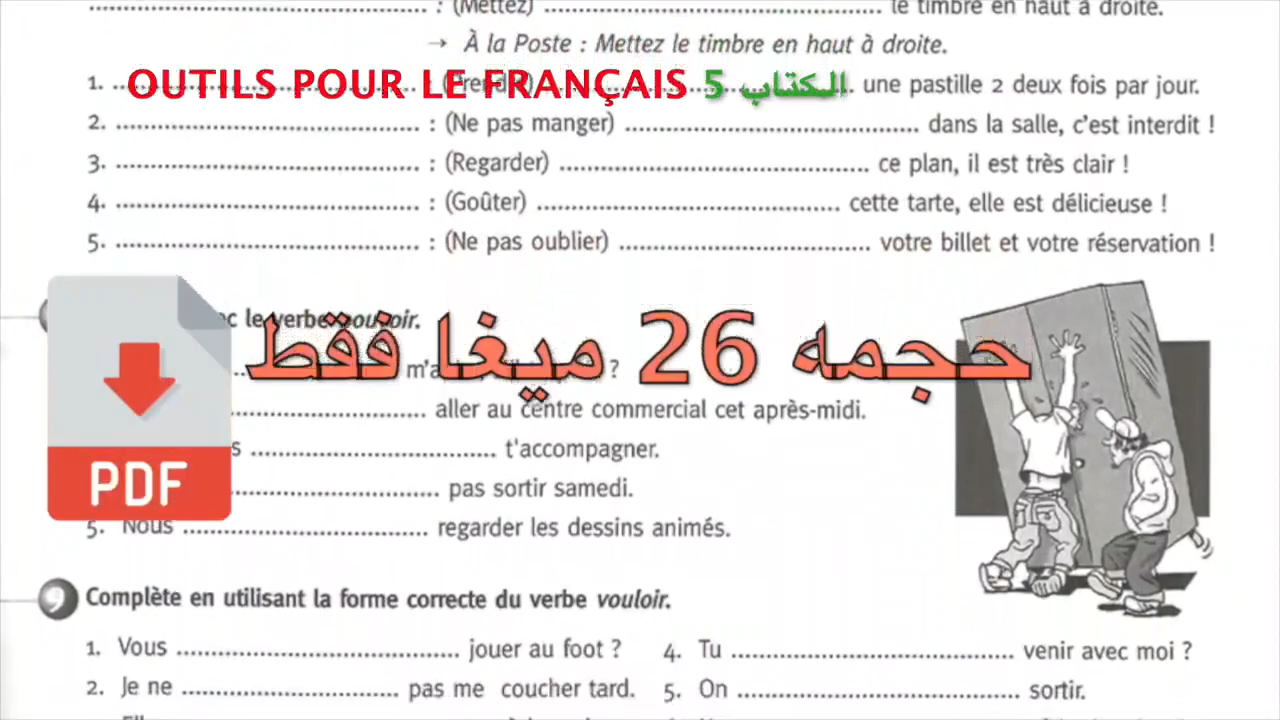 : (Mettez) le timbre en haut à droite.
→ À la Poste : Mettez le timbre en haut à droite.
OUTILS POUR LE FRANÇAIS 5 الكتاب
1. ........ : ........ une pastille 2 deux fois par jour.
2. ........ : (Ne pas manger) ........ dans la salle, c'est interdit !
3. ........ : (Regarder) ........ ce plan, il est très clair !
4. ........ : (Goûter) ........ cette tarte, elle est délicieuse !
5. ........ : (Ne pas oublier) ........ votre billet et votre réservation !
le verbe
حجمه 26 ميغا فقط
?
........ aller au centre commercial cet après-midi.
........ t'accompagner.
........ pas sortir samedi.
PDF
5. Nous ........ regarder les dessins animés.
9 Complète en utilisant la forme correcte du verbe vouloir.
1. Vous ........ jouer au foot ? 4. Tu ........ venir avec moi ?
2. Je ne ........ pas me coucher tard. 5. On ........ sortir.